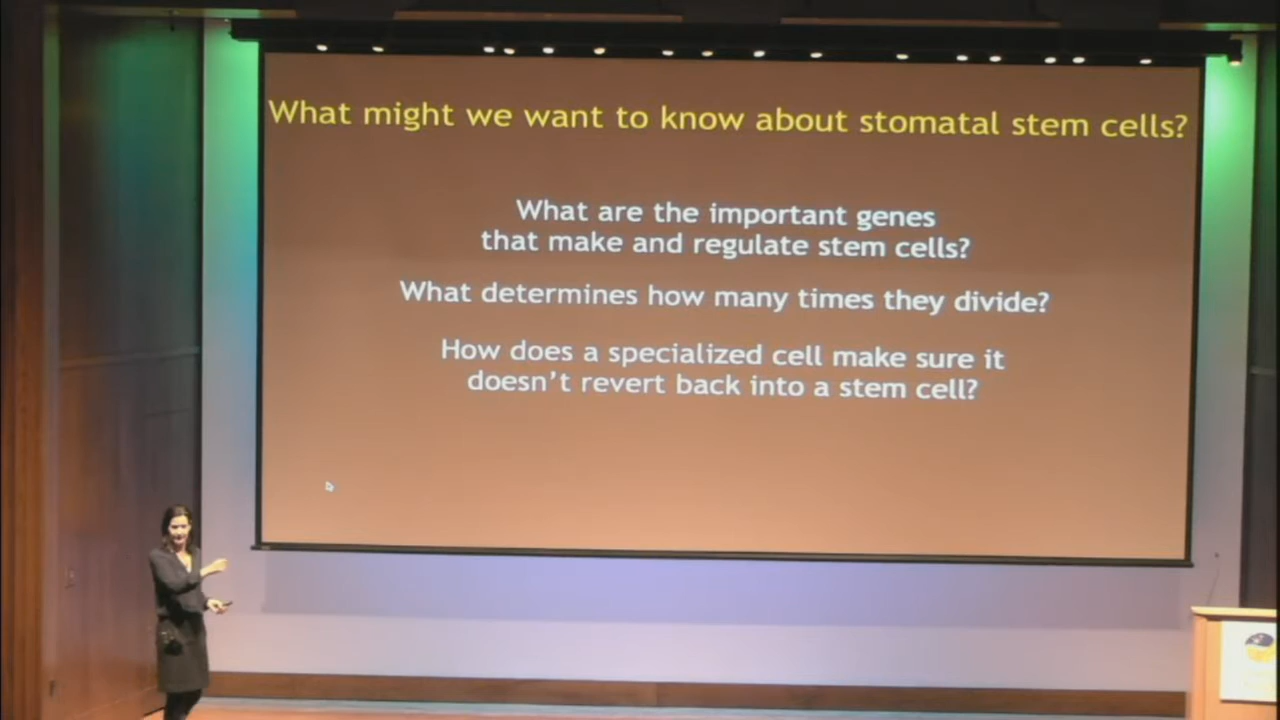 What might we want to know about stomatal stem cells?
What are the important genes
that make and regulate stem cells?
What determines how many times they divide?
How does a specialized cell make sure it
doesn't revert back into a stem cell?